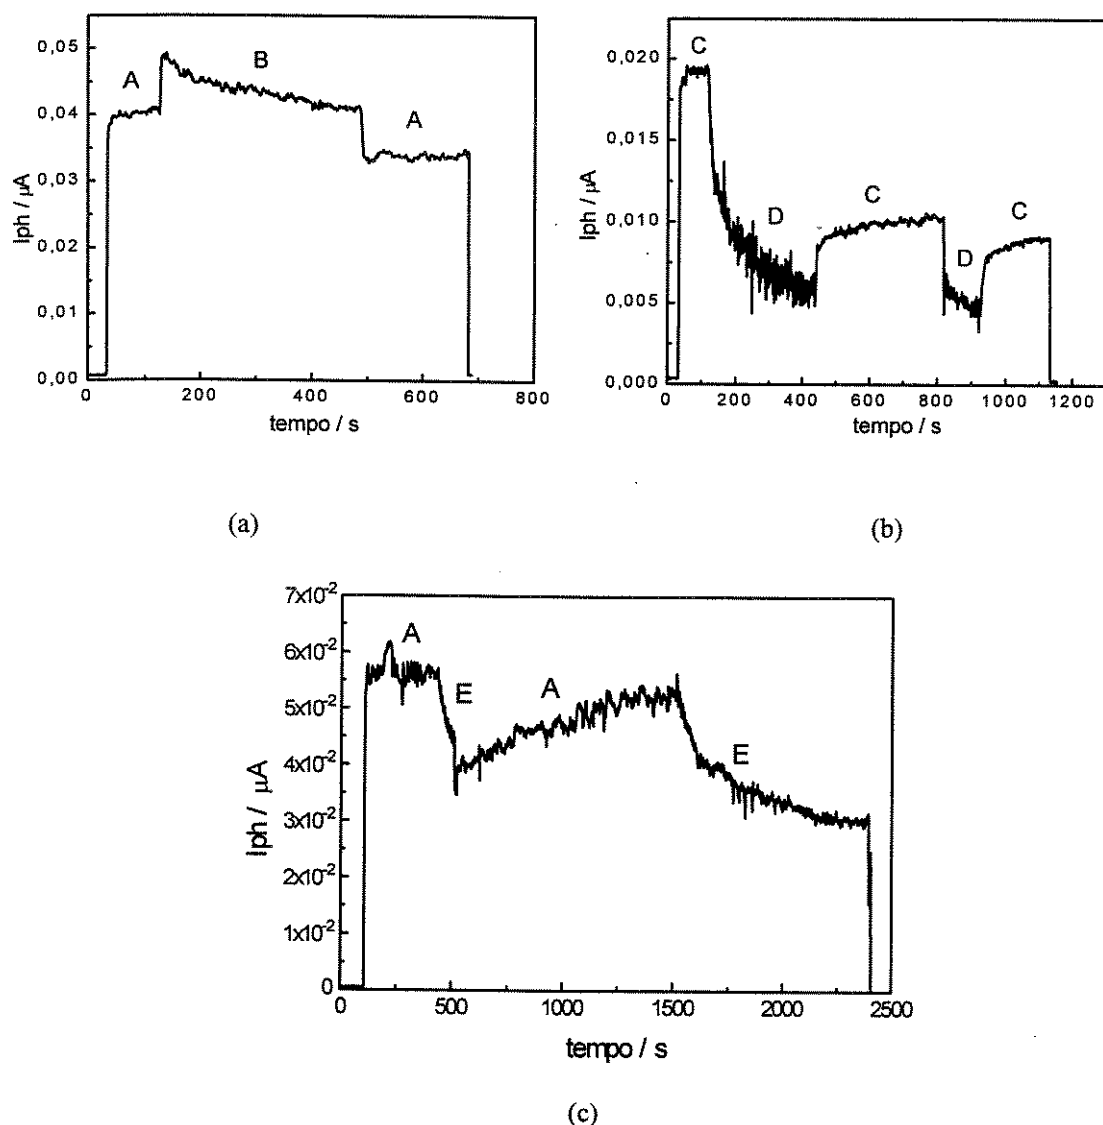 0,05
0,04
0,03
0,02
0,01
0,00
Iph / µA
A
B
A
0
200
400
600
800
tempo / s
(a)
0,020
0,015
0,010
0,005
0,000
Iph / µA
C
D
C
D
C
0
200
400
600
800
1000
1200
tempo / s
(b)
7x10-2
6x10-2
5x10-2
4x10-2
3x10-2
2x10-2
1x10-2
0
Iph / µA
A
E
A
E
0
500
1000
1500
2000
2500
tempo / s
(c)